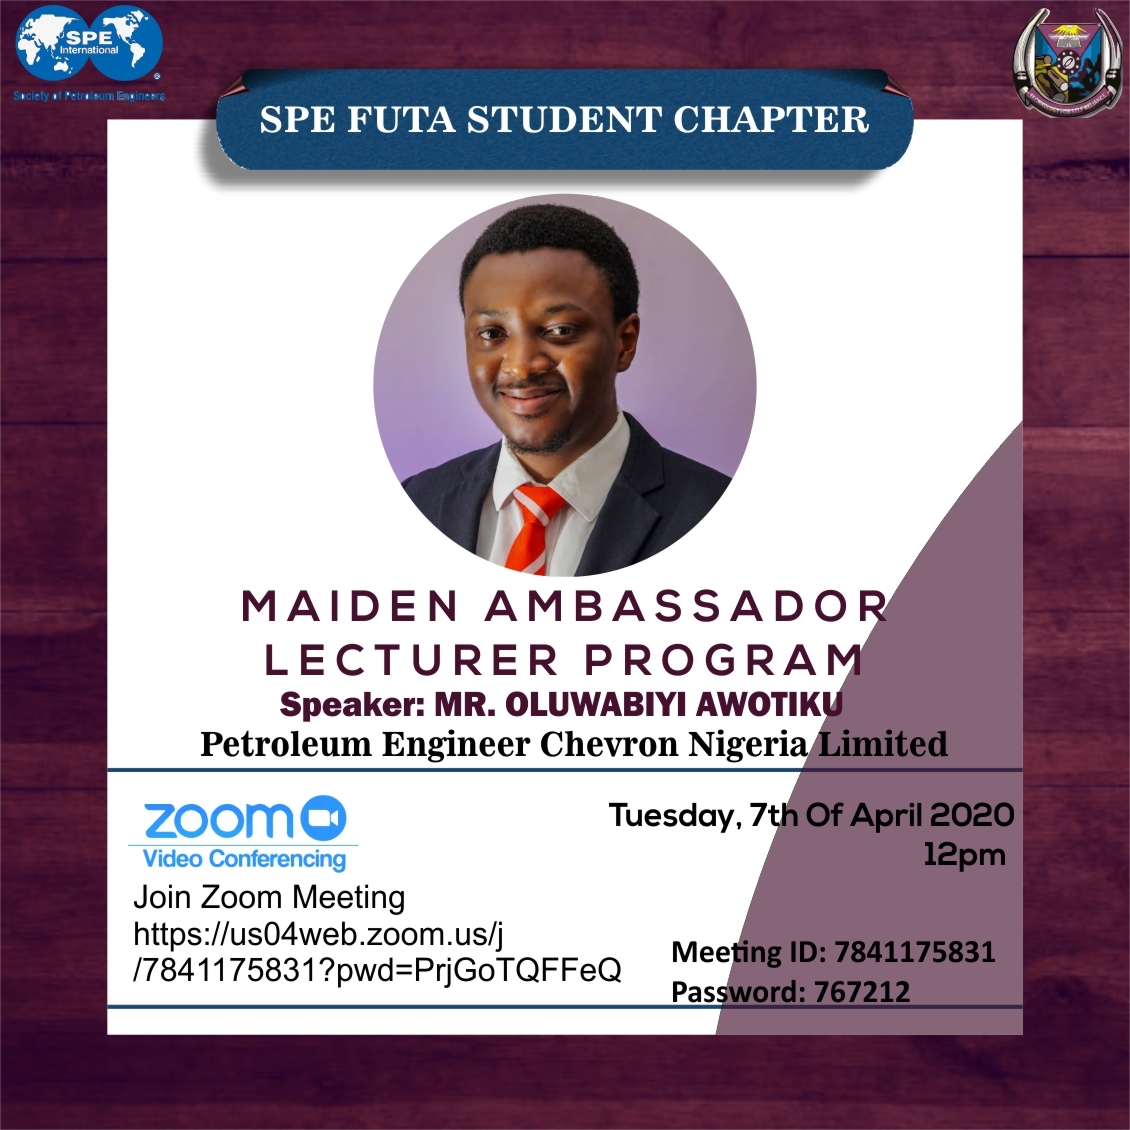 SPE
International
Society of Petroleum Engineers
SPE FUTA STUDENT CHAPTER
MAIDEN AMBASSADOR
LECTURER PROGRAM
Speaker: MR. OLUWABIYI AWOTIKU
Petroleum Engineer Chevron Nigeria Limited
zoom
Video Conferencing
Tuesday, 7th Of April 2020
12pm
Join Zoom Meeting
https://us04web.zoom.us/j
/7841175831?pwd=PrjGoTQFFeQ
Meeting ID: 7841175831
Password: 767212